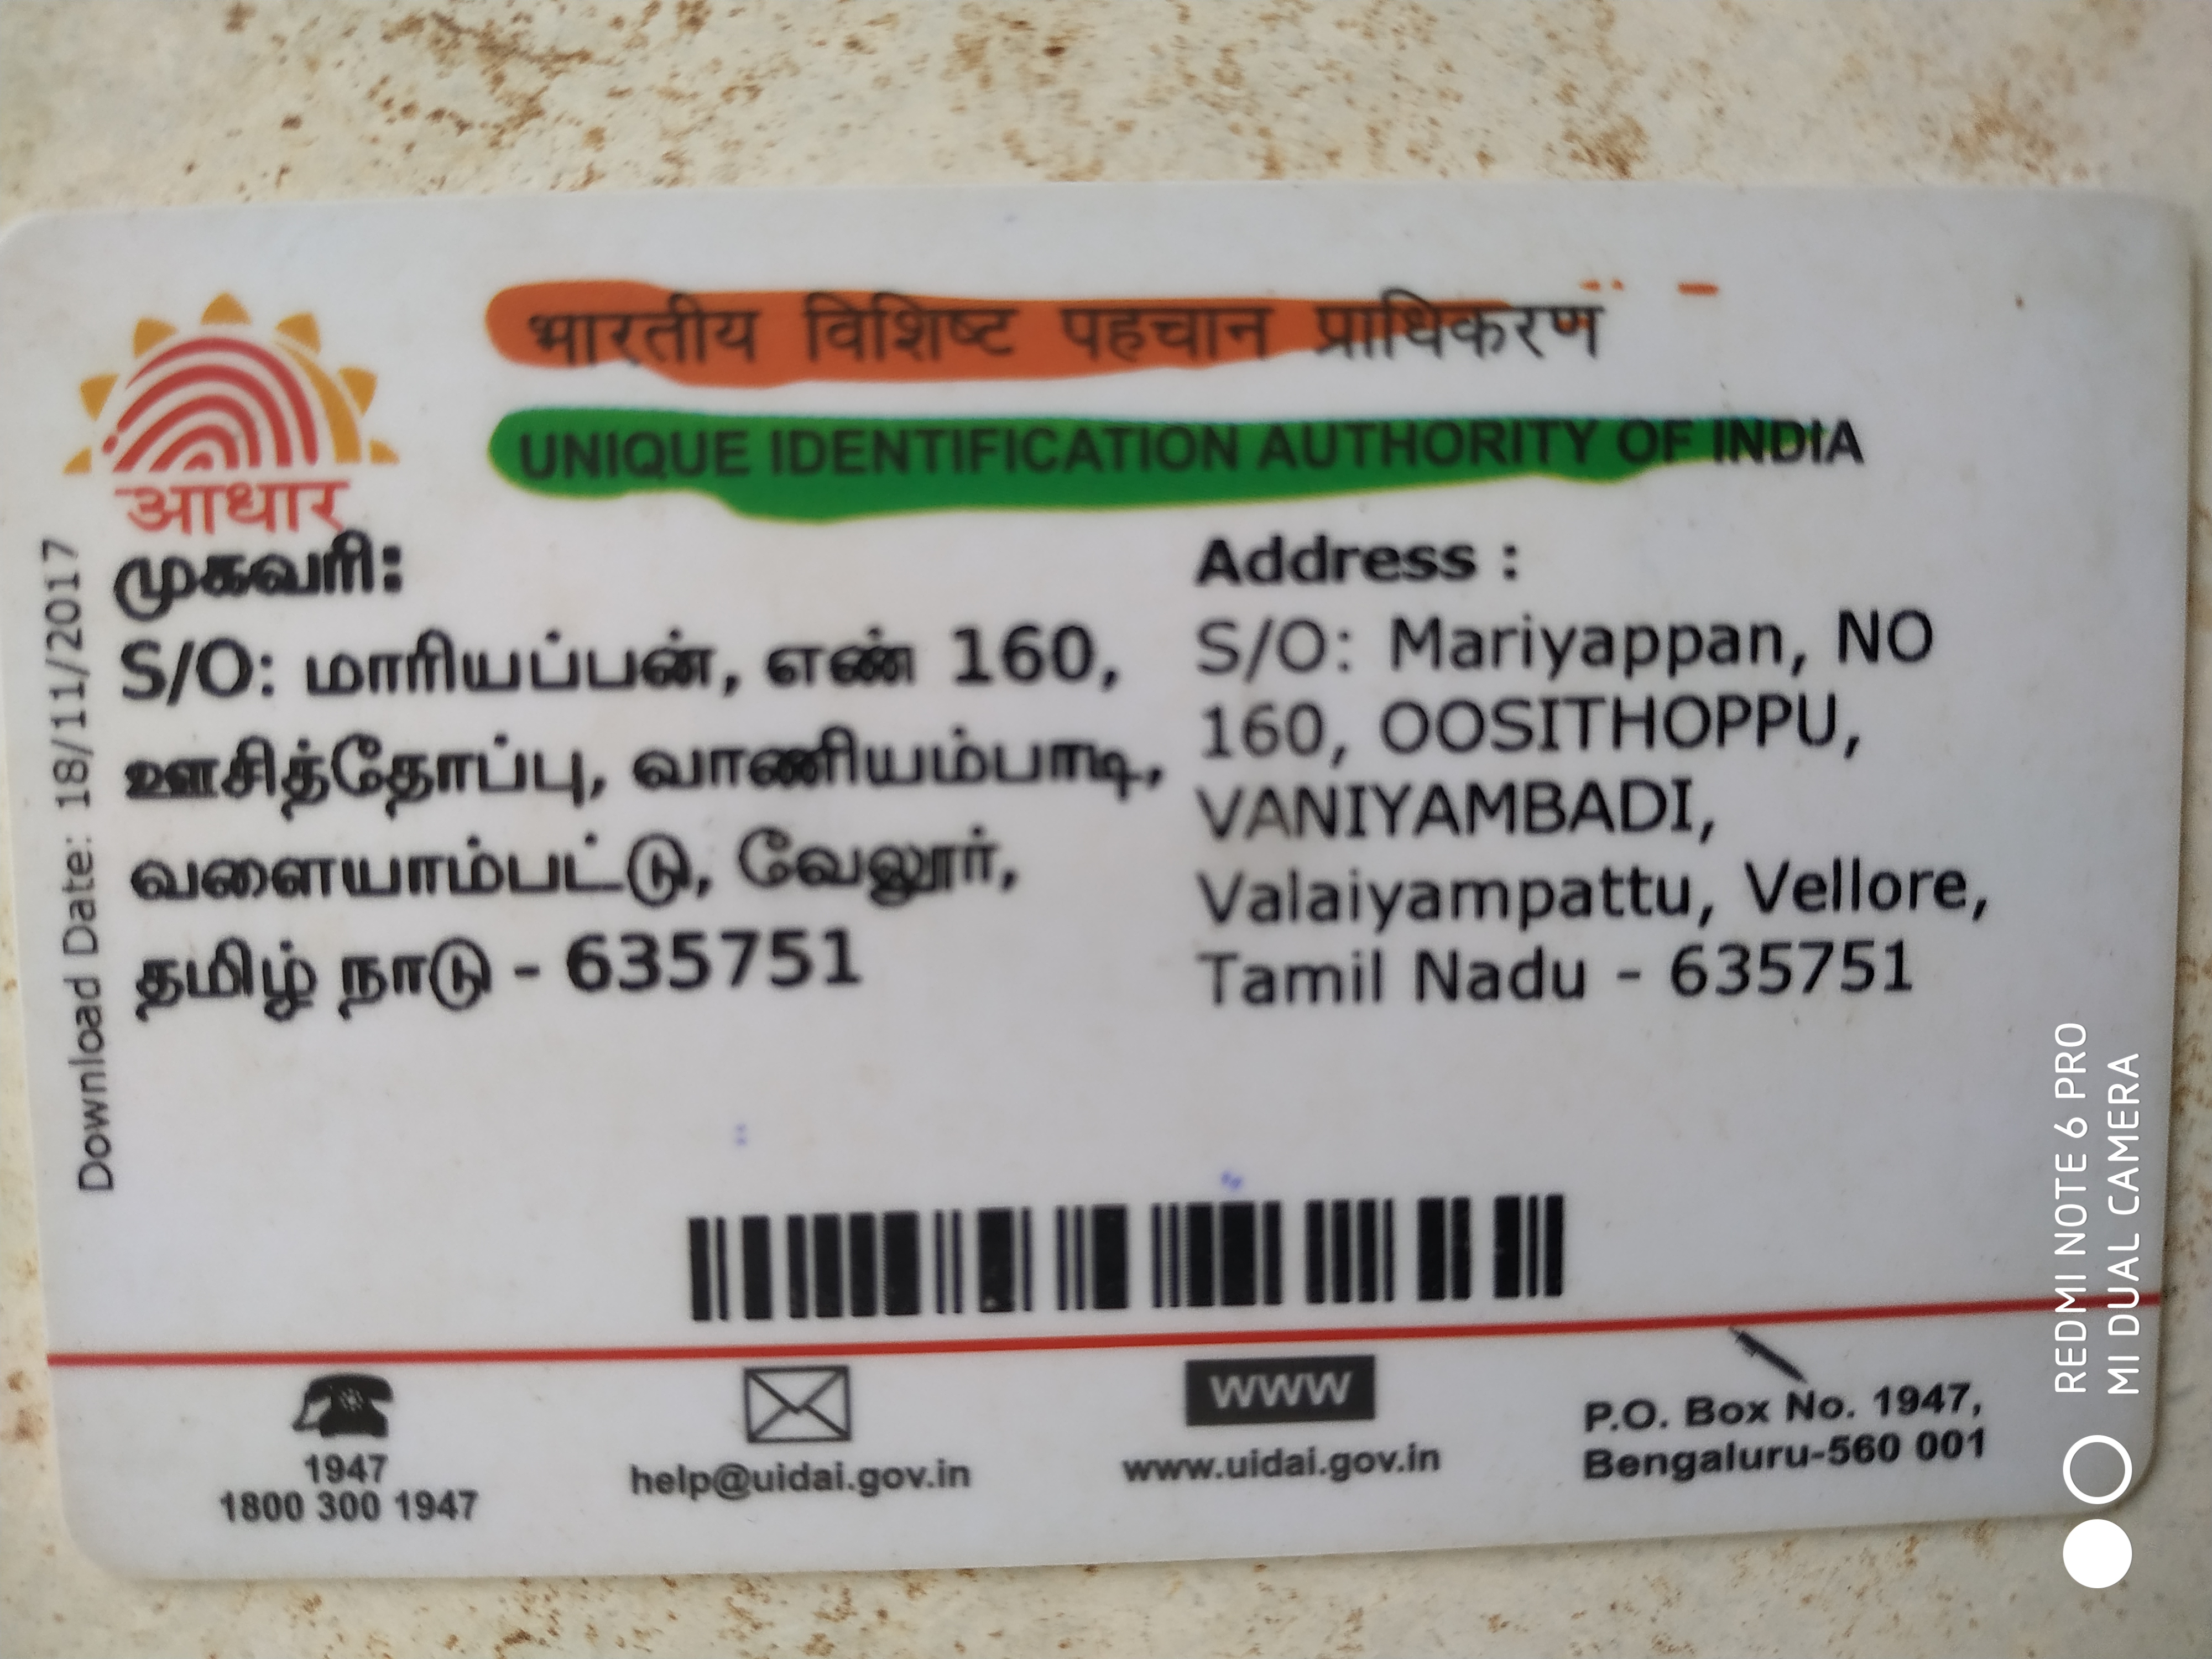 भारतीय विशिष्ट पहचान प्राधिकरण
UNIQUE IDENTIFICATION AUTHORITY OF INDIA
आधार
Download Date: 18/11/2017
முகவரி:
S/O: மாரியப்பன், எண் 160,
ஊசித்தோப்பு, வாணியம்பாடி,
வளையாம்பட்டு, வேலூர்,
தமிழ் நாடு - 635751
Address :
S/O: Mariyappan, NO
160, OOSITHOPPU,
VANIYAMBADI,
Valaiyampattu, Vellore,
Tamil Nadu - 635751
1947
1800 300 1947
help@uidai.gov.in
WWW
www.uidai.gov.in
P.O. Box No. 1947,
Bengaluru-560 001
REDMI NOTE 6 PRO
MI DUAL CAMERA